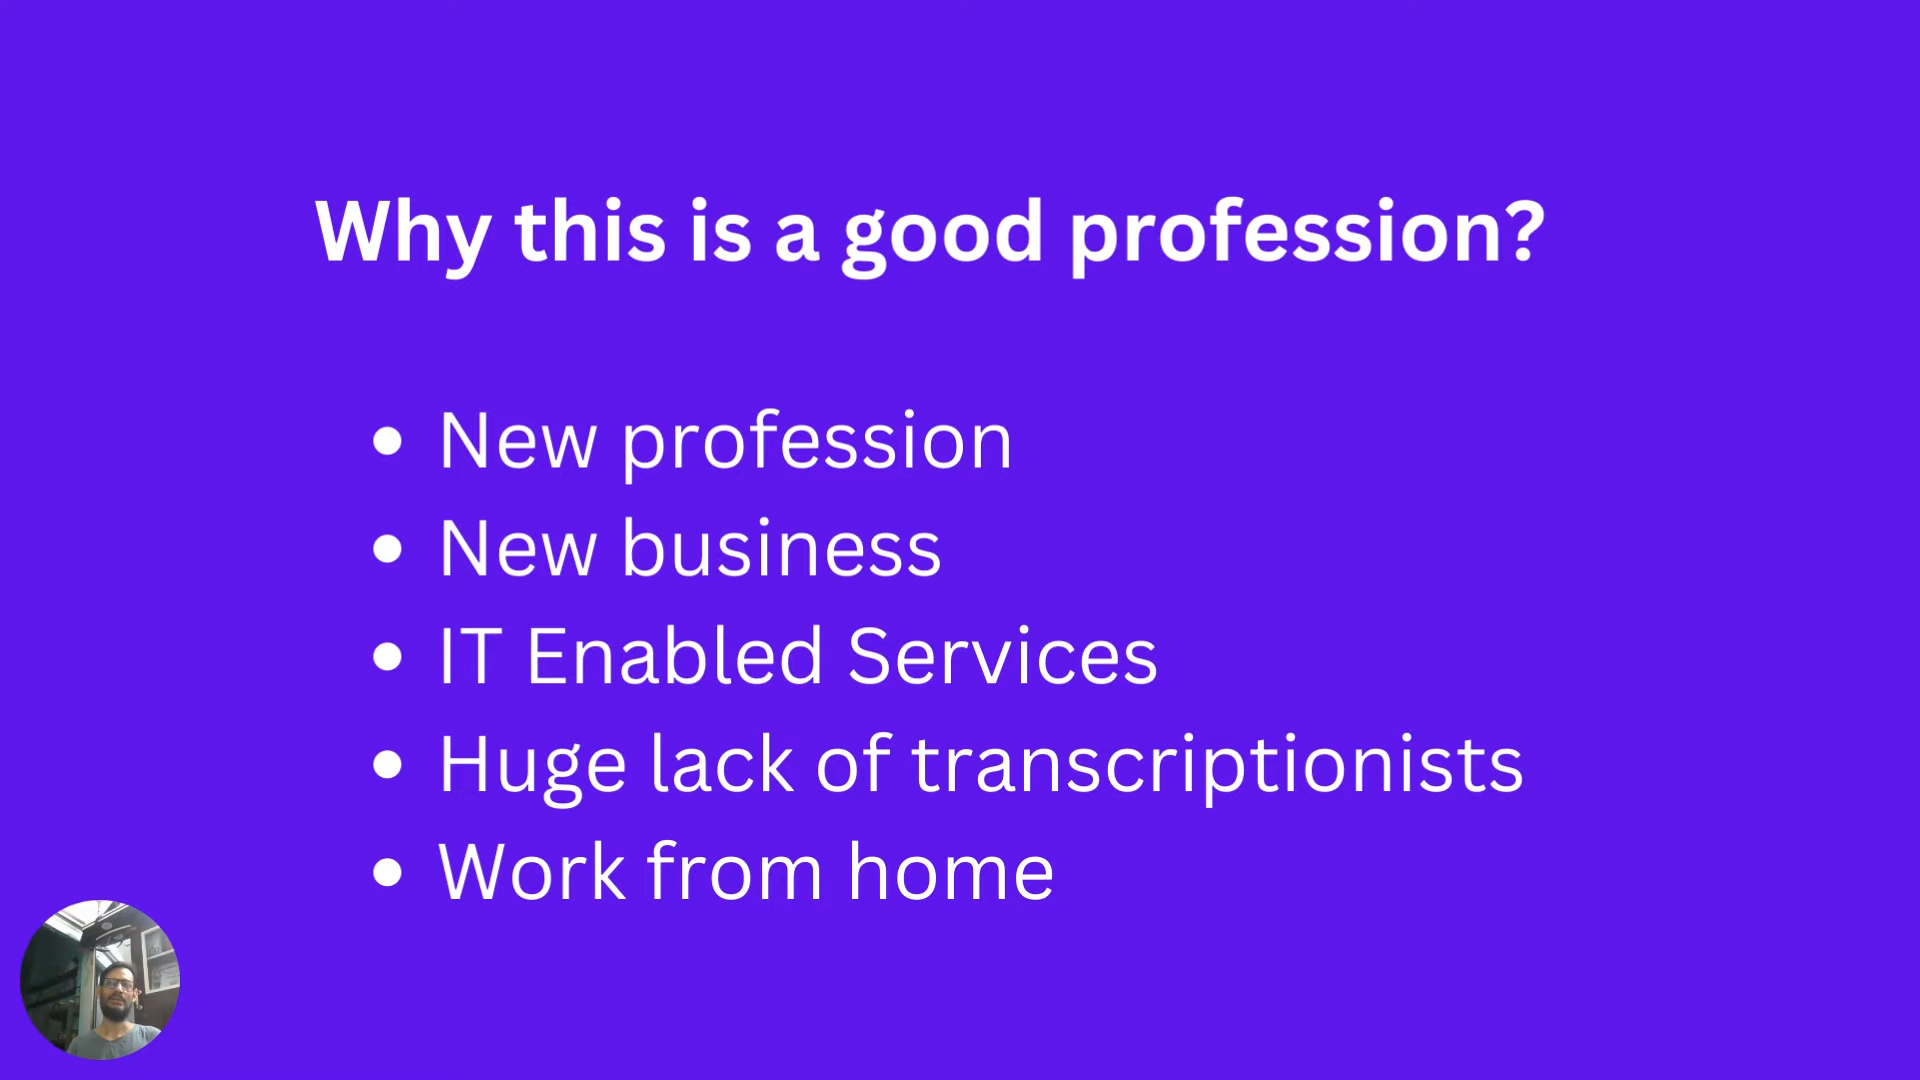 Why this is a good profession?
• New profession
• New business
• IT Enabled Services
• Huge lack of transcriptionists
• Work from home